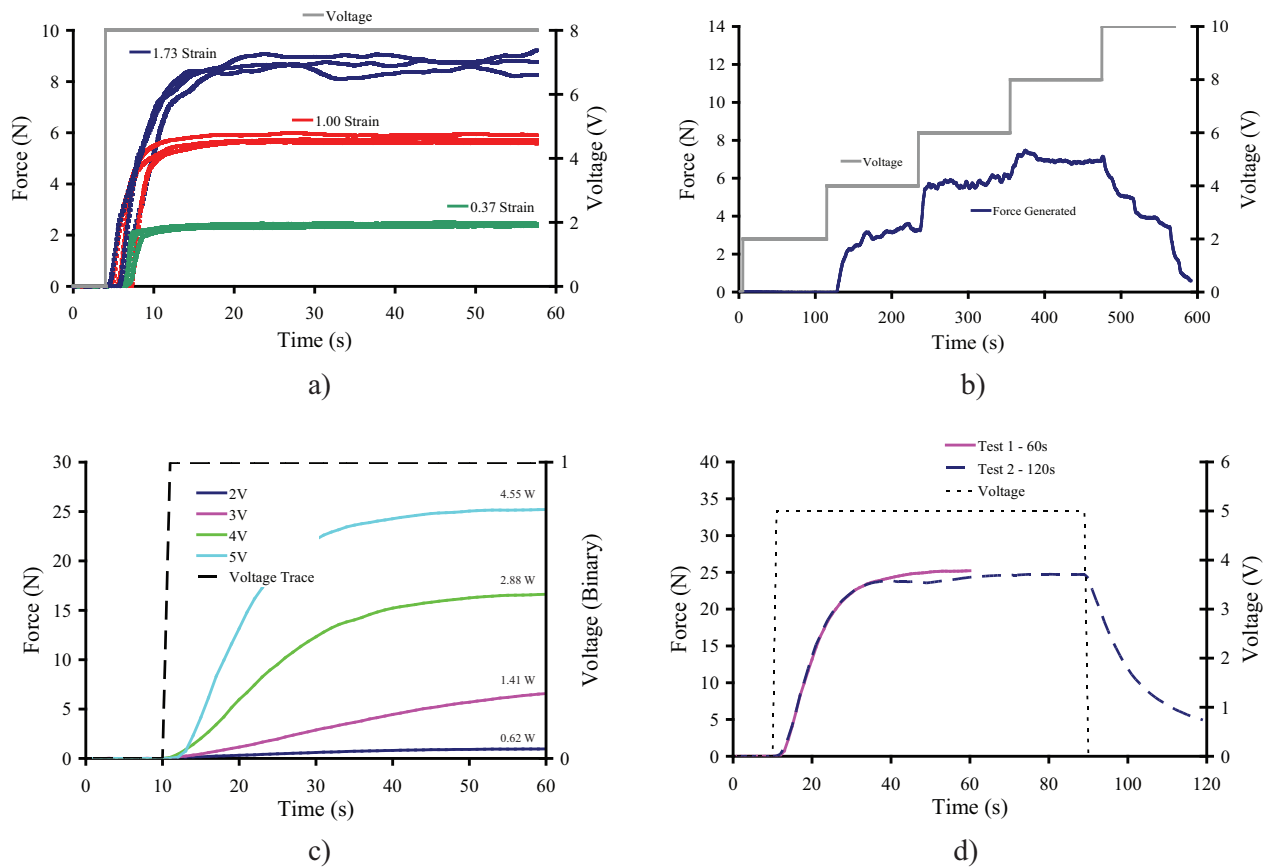 Voltage
10
8
6
4
2
0
Force (N)
1.73 Strain
1.00 Strain
0.37 Strain
8
7
6
5
4
3
2
1
0
Voltage (V)
0 10 20 30 40 50 60
Time (s)
a)
14
12
10
8
6
4
2
0
Force (N)
Voltage
Force Generated
10
8
6
4
2
0
Voltage (V)
0 100 200 300 400 500 600
Time (s)
b)
30
25
20
15
10
5
0
Force (N)
2V
3V
4V
5V
Voltage Trace
4.55 W
2.88 W
1.41 W
0.62 W
1
0
Voltage (Binary)
0 10 20 30 40 50 60
Time (s)
c)
Test 1 - 60s
Test 2 - 120s
Voltage
40
35
30
25
20
15
10
5
0
Force (N)
6
5
4
3
2
1
0
Voltage (V)
0 20 40 60 80 100 120
Time (s)
d)